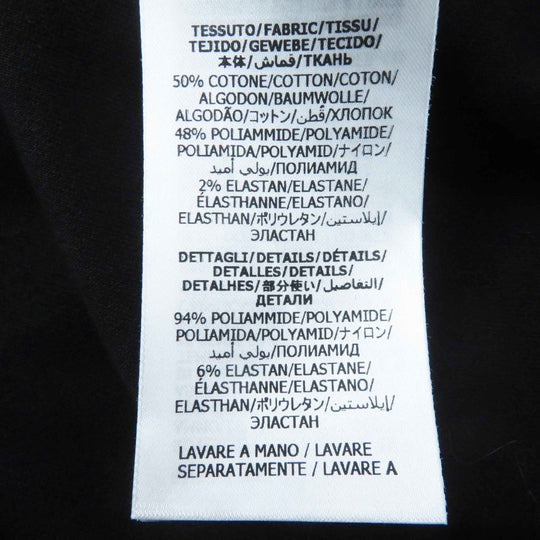 TESSUTO/FABRIC/TISSU/
TEJIDO/GEWEBE/TECIDO/
本体/قماش/ТКАНЬ
50% COTONE/COTTON/COTON/
ALGODON/BAUMWOLLE/
ALGODÃO/コットン/قُطن/ХЛОПОК
48% POLIAMMIDE/POLYAMIDE/
POLIAMIDA/POLYAMID/ナイロン/
بولي أميد/ПОЛИАМИД
2% ELASTAN/ELASTANE/
ÉLASTHANNE/ELASTANO/
ELASTHAN/ポリウレタン/إيلاستين/
ЭЛАСТАН
DETTAGLI/DETAILS/DÉTAILS/
DETALLES/DETAILS/
DETALHES/部分使い/التفاصيل/
ДЕТАЛИ
94% POLIAMMIDE/POLYAMIDE/
POLIAMIDA/POLYAMID/ナイロン/
بولي أميد/ПОЛИАМИД
6% ELASTAN/ELASTANE/
ÉLASTHANNE/ELASTANO/
ELASTHAN/ポリウレタン/إيلاستين/
ЭЛАСТАН
LAVARE A MANO / LAVARE
SEPARATAMENTE / LAVARE A